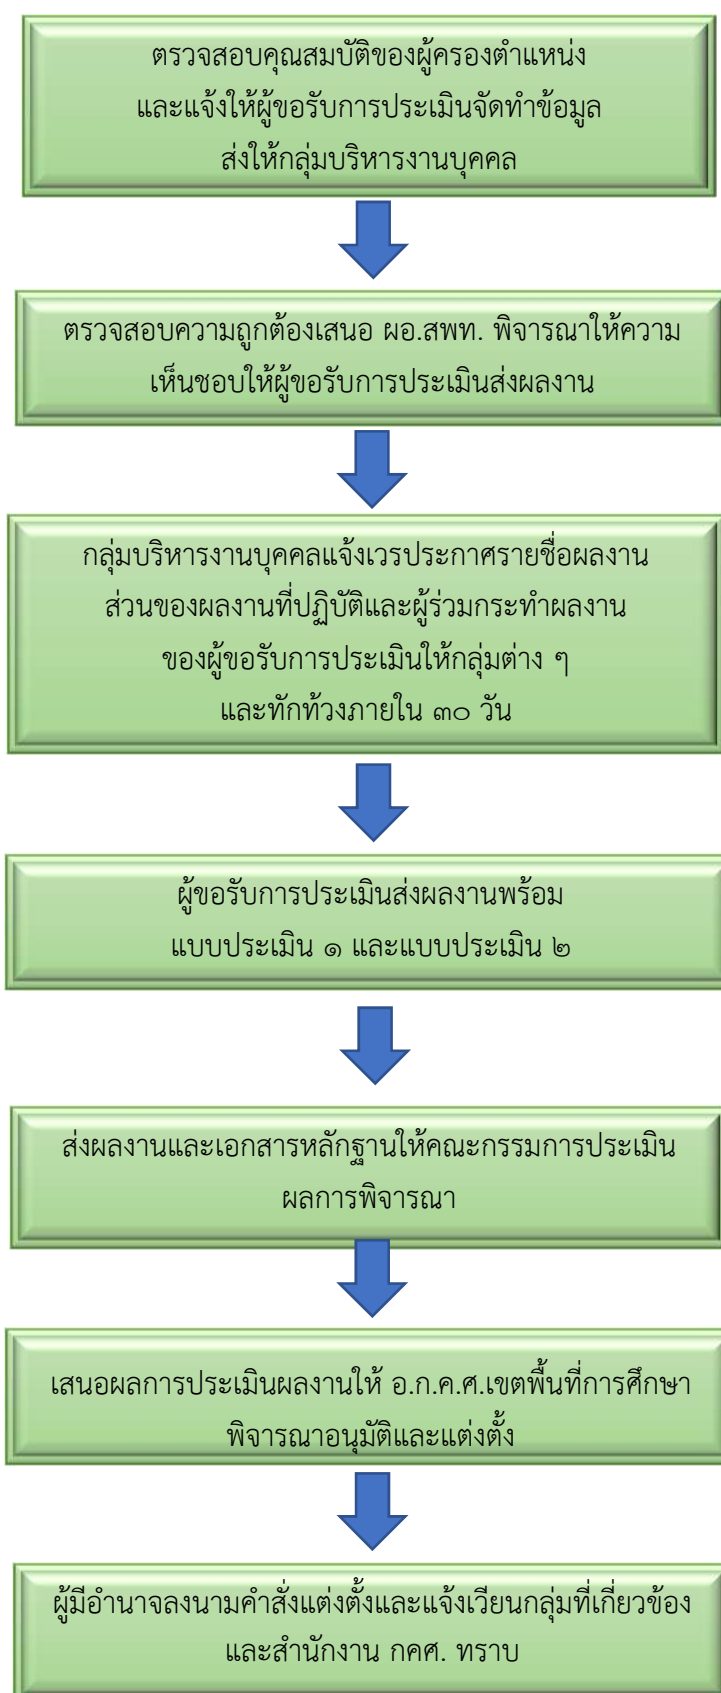 ตรวจสอบคุณสมบัติของผู้ครองตำแหน่ง
และแจ้งให้ผู้ขอรับการประเมินจัดทำข้อมูล
ส่งให้กลุ่มบริหารงานบุคคล
ตรวจสอบความถูกต้องเสนอ ผอ.สพท. พิจารณาให้ความ
เห็นชอบให้ผู้ขอรับการประเมินส่งผลงาน
กลุ่มบริหารงานบุคคลแจ้งเวรประกาศรายชื่อผลงาน
ส่วนของผลงานที่ปฏิบัติและผู้ร่วมกระทำผลงาน
ของผู้ขอรับการประเมินให้กลุ่มต่าง ๆ
และทักท้วงภายใน ๓๐ วัน
ผู้ขอรับการประเมินส่งผลงานพร้อม
แบบประเมิน ๑ และแบบประเมิน ๒
ส่งผลงานและเอกสารหลักฐานให้คณะกรรมการประเมิน
ผลการพิจารณา
เสนอผลการประเมินผลงานให้ อ.ก.ค.ศ.เขตพื้นที่การศึกษา
พิจารณาอนุมัติและแต่งตั้ง
ผู้มีอำนาจลงนามคำสั่งแต่งตั้งและแจ้งเวียนกลุ่มที่เกี่ยวข้อง
และสำนักงาน กคศ. ทราบ